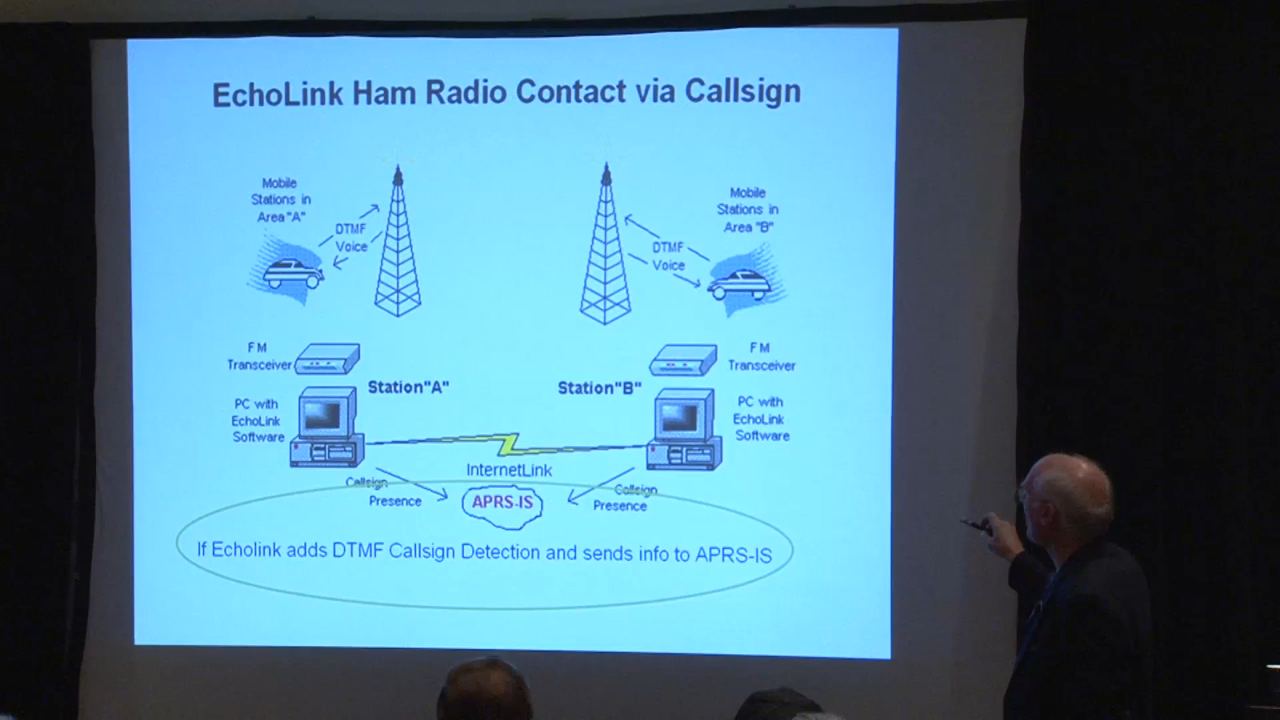 EchoLink Ham Radio Contact via Callsign
Mobile
Stations in
Area "A"
DTMF
Voice
Mobile
Stations in
Area "B"
DTMF
Voice
FM
Transceiver
FM
Transceiver
Station"A"
Station"B"
PC with
EchoLink
Software
PC with
EchoLink
Software
InternetLink
Callsign
Presence
APRS-IS
Callsign
Presence
If Echolink adds DTMF Callsign Detection and sends info to APRS-IS